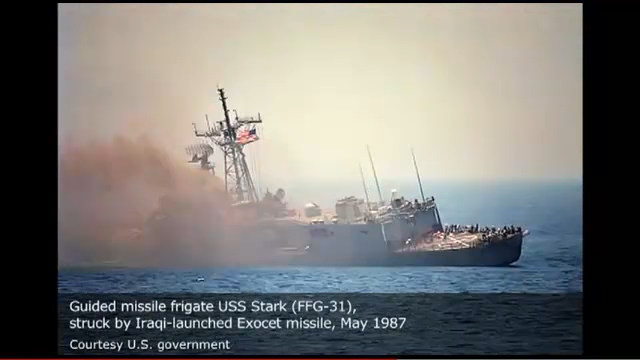 Guided missile frigate USS Stark (FFG-31),
struck by Iraqi-launched Exocet missile, May 1987
Courtesy U.S. government